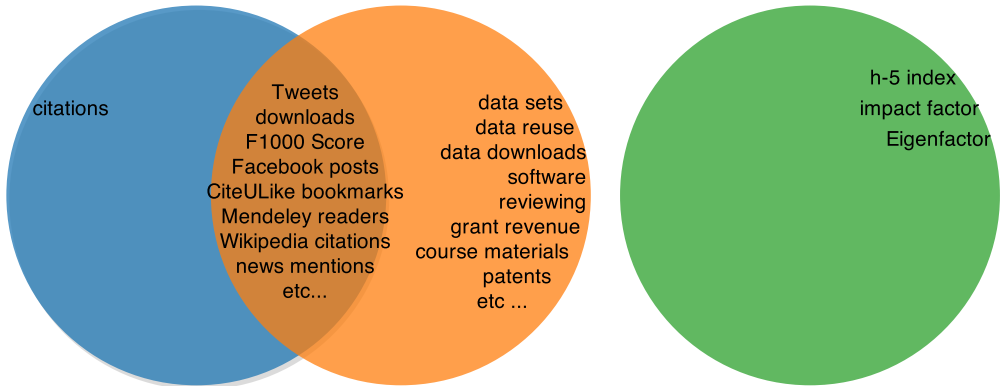 citations
Tweets
downloads
F1000 Score
Facebook posts
CiteULike bookmarks
Mendeley readers
Wikipedia citations
news mentions
etc...
data sets
data reuse
data downloads
software
reviewing
grant revenue
course materials
patents
etc ...
h-5 index
impact factor
Eigenfactor